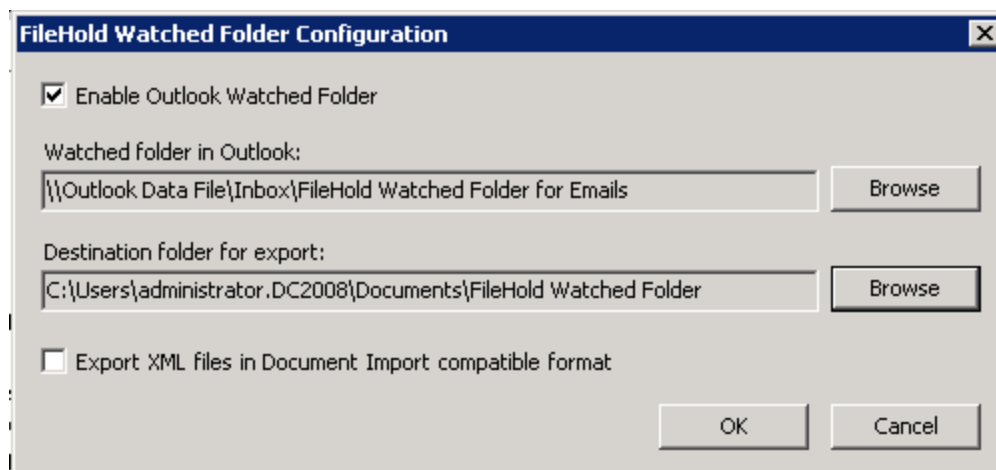 FileHold Watched Folder Configuration
Enable Outlook Watched Folder
Watched folder in Outlook:
\\Outlook Data File\Inbox\FileHold Watched Folder for Emails
Browse
Destination folder for export:
C:\Users\administrator.DC2008\Documents\FileHold Watched Folder
Browse
Export XML files in Document Import compatible format
OK
Cancel